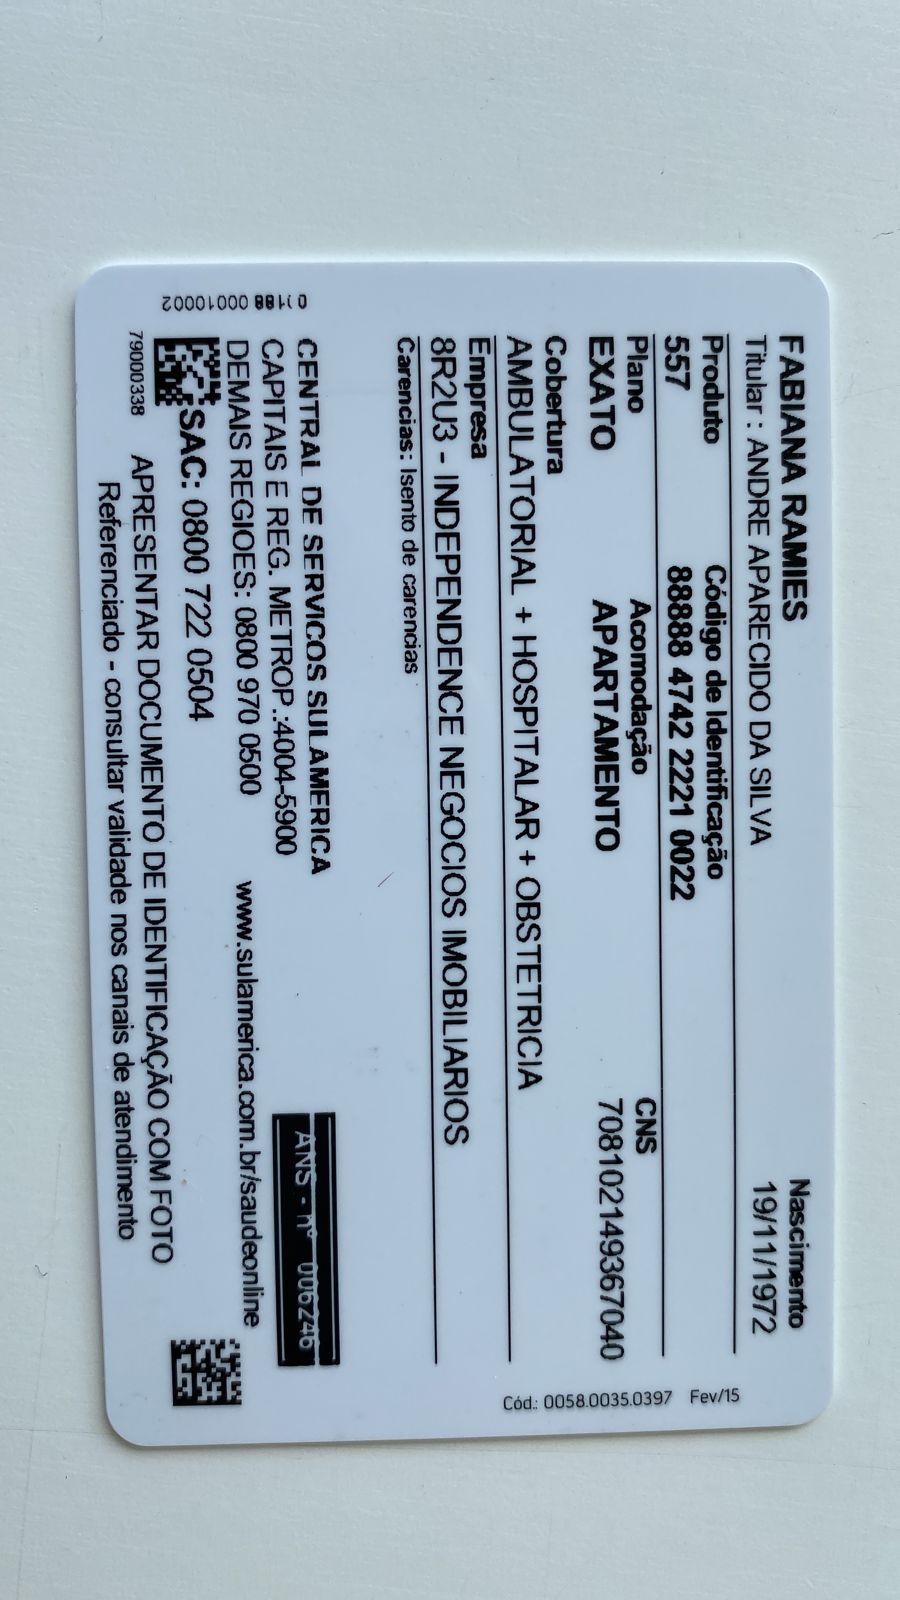 FABIANA RAMIES
Titular : ANDRE APARECIDO DA SILVA
Nascimento
19/11/1972
Produto Código de Identificação
557 88888 4742 2221 0022
Plano Acomodação CNS
EXATO APARTAMENTO 708102149367040
Cobertura
AMBULATORIAL + HOSPITALAR + OBSTETRICIA
Empresa
8R2U3 - INDEPENDENCE NEGOCIOS IMOBILIARIOS
Carencias: Isento de carencias
CENTRAL DE SERVICOS SULAMERICA
CAPITAIS E REG. METROP.:4004-5900
DEMAIS REGIOES: 0800 970 0500 www.sulamerica.com.br/saudeonline
SAC: 0800 722 0504
ANS - nº 006246
79000338
APRESENTAR DOCUMENTO DE IDENTIFICAÇÃO COM FOTO
Referenciado - consultar validade nos canais de atendimento
00010002
Cód.: 0058.0035.0397 Fev/15